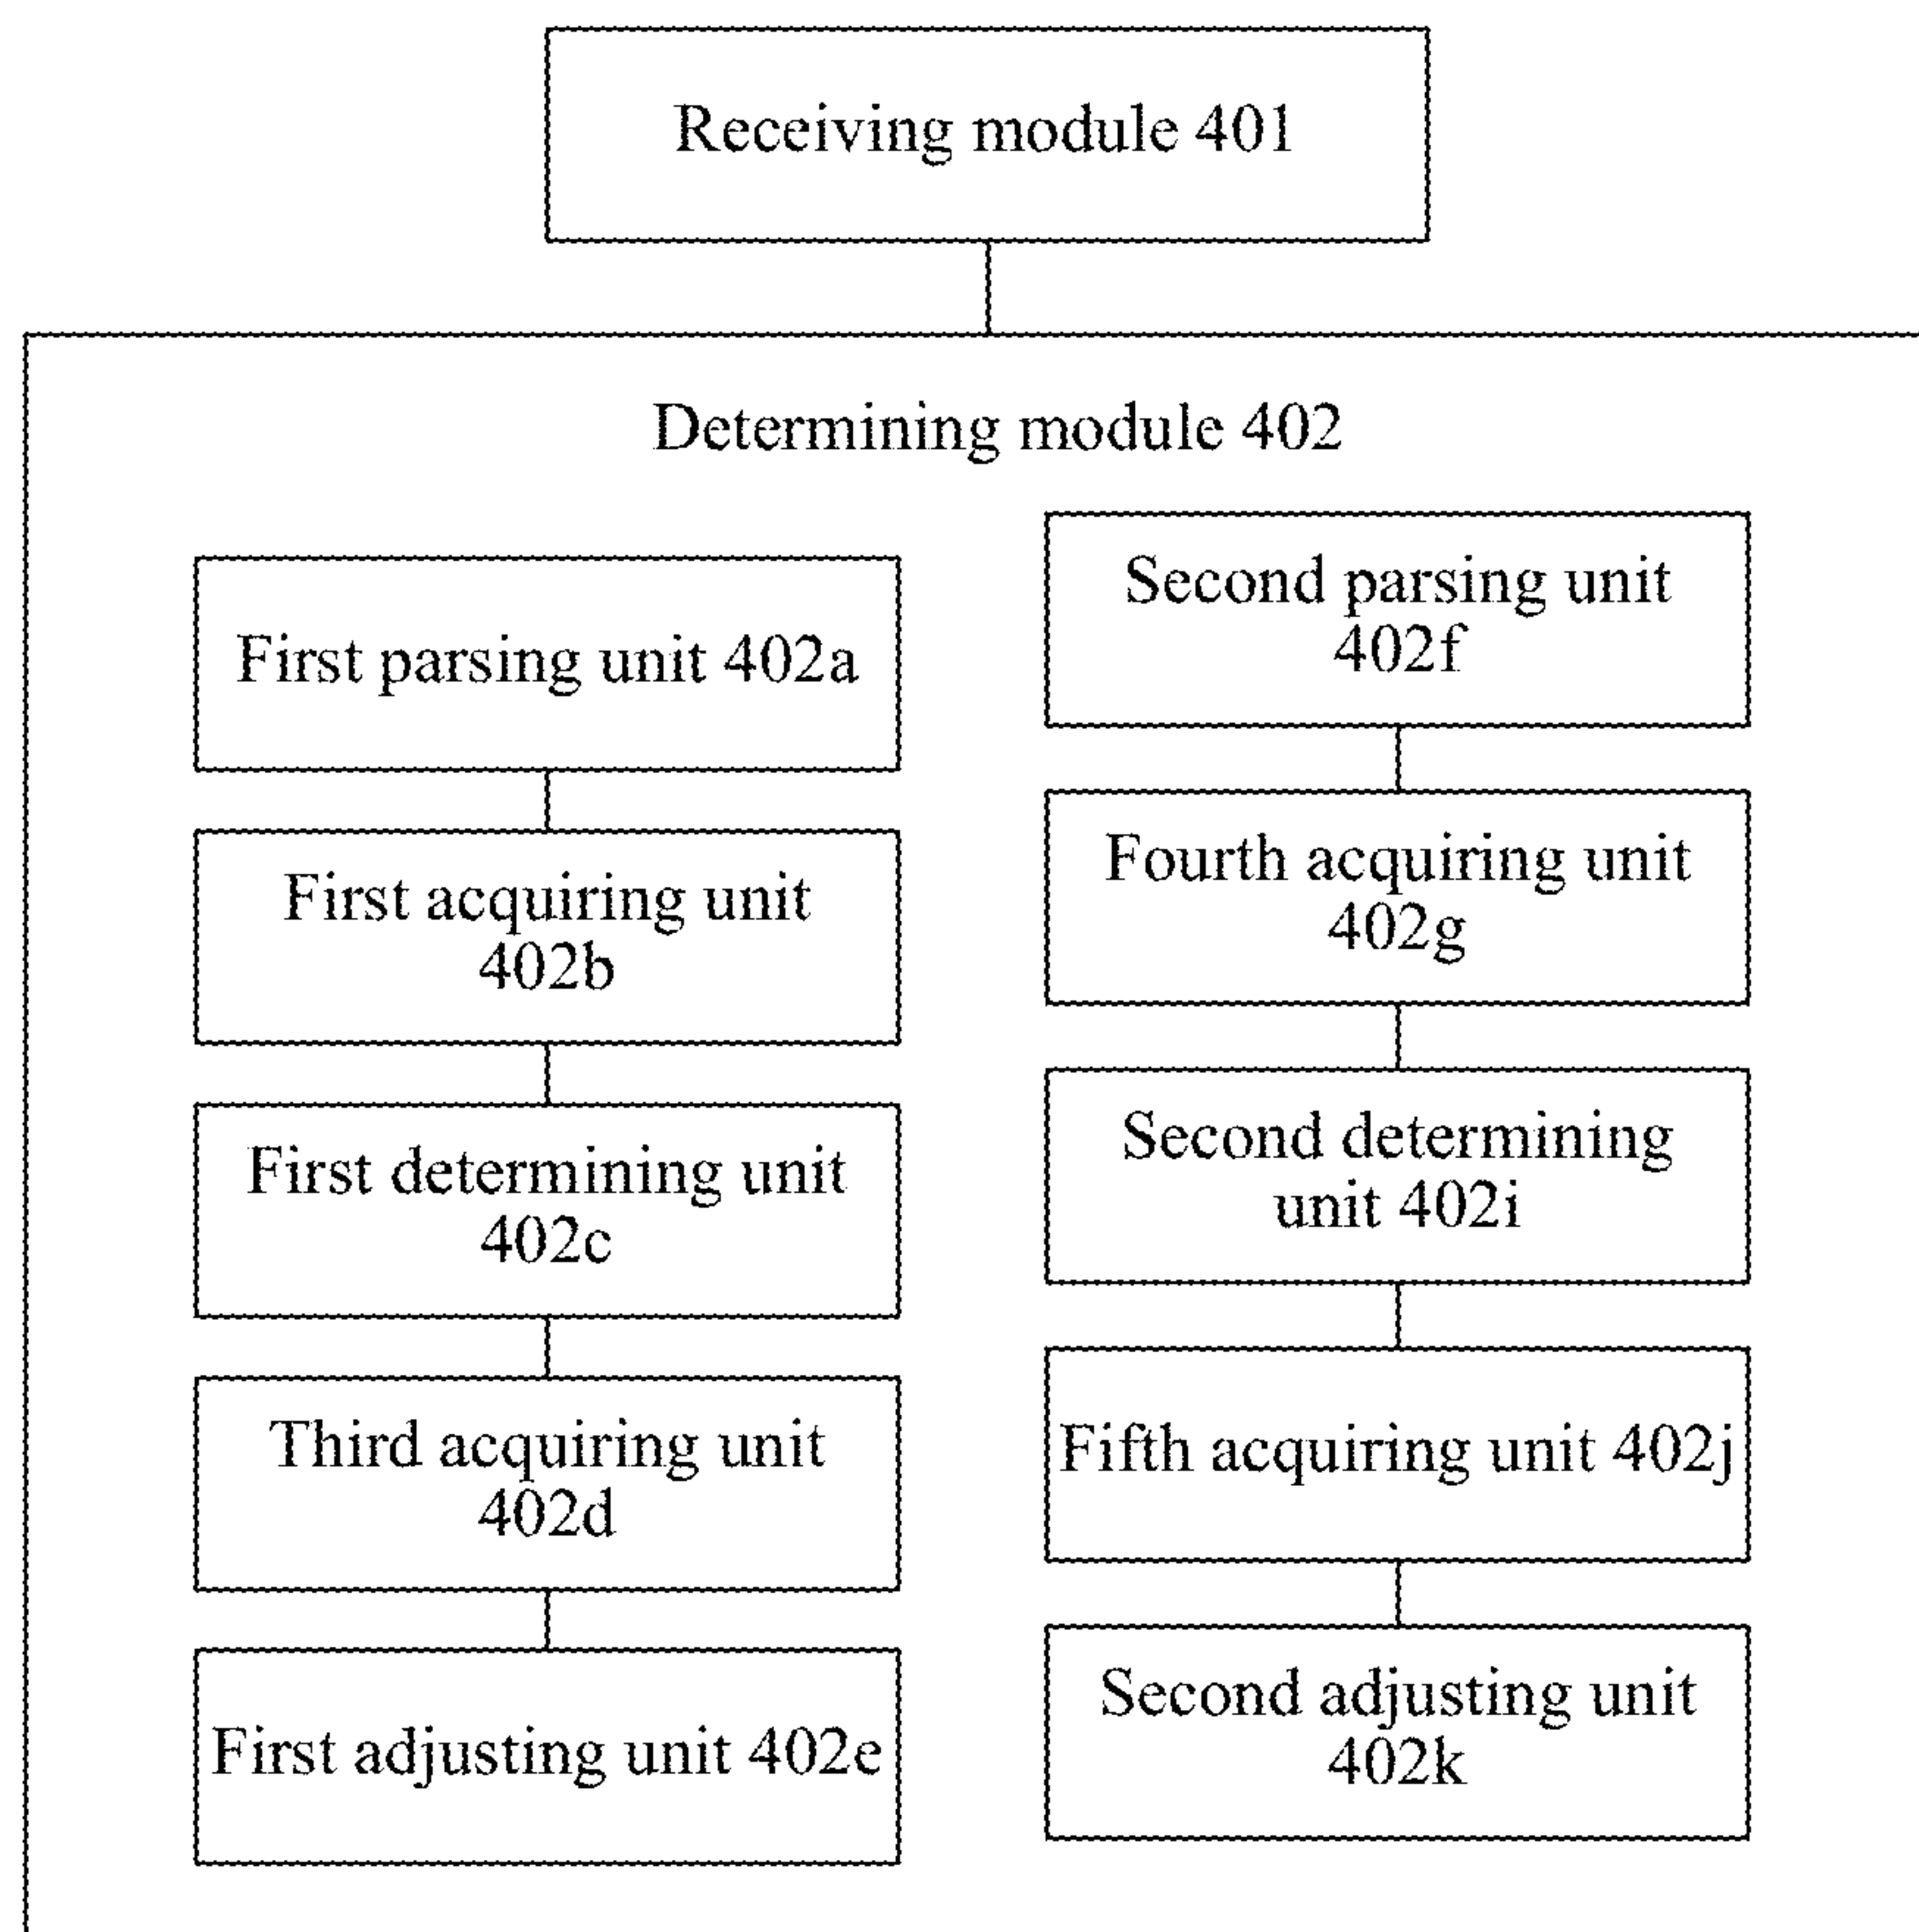 Receiving module 401
Determining module 402
First parsing unit 402a
First acquiring unit
402b
First determining unit
402c
Third acquiring unit
402d
First adjusting unit 402e
Second parsing unit
402f
Fourth acquiring unit
402g
Second determining
unit 402i
Fifth acquiring unit 402j
Second adjusting unit
402k